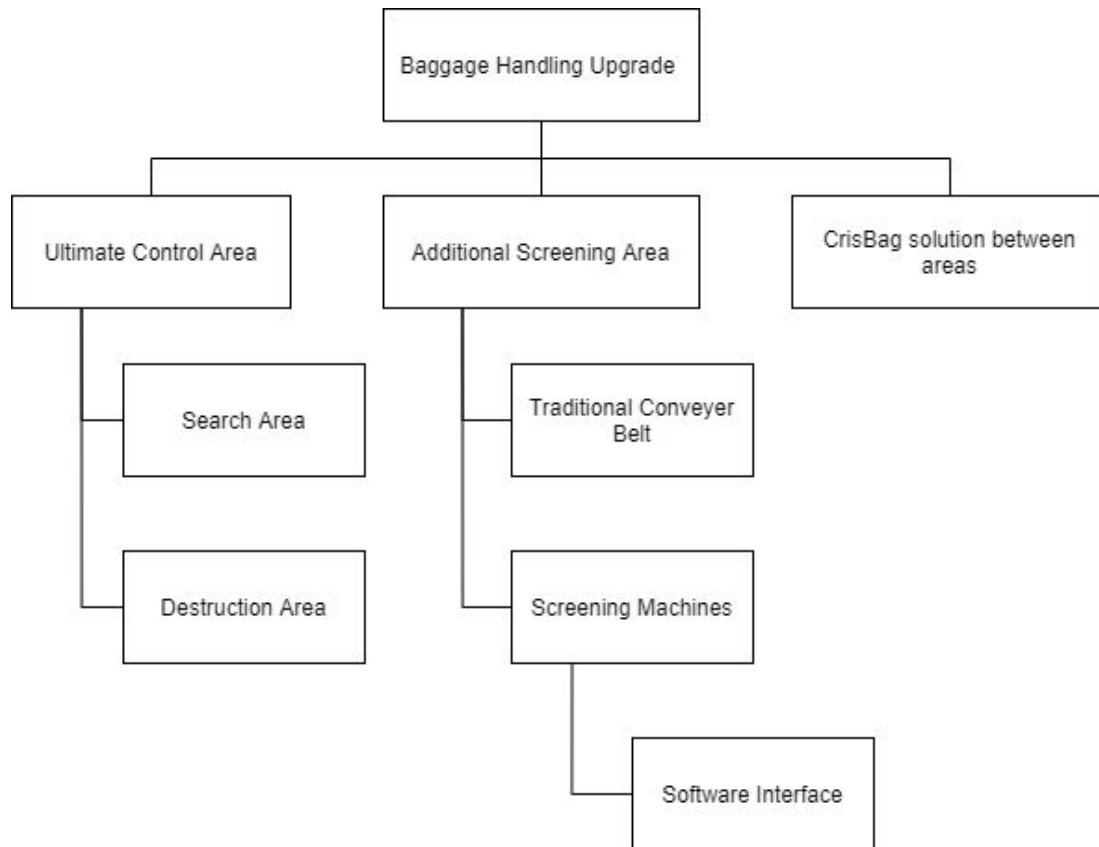 Baggage Handling Upgrade
Ultimate Control Area
Additional Screening Area
CrisBag solution between
areas
Search Area
Traditional Conveyer
Belt
Destruction Area
Screening Machines
Software Interface